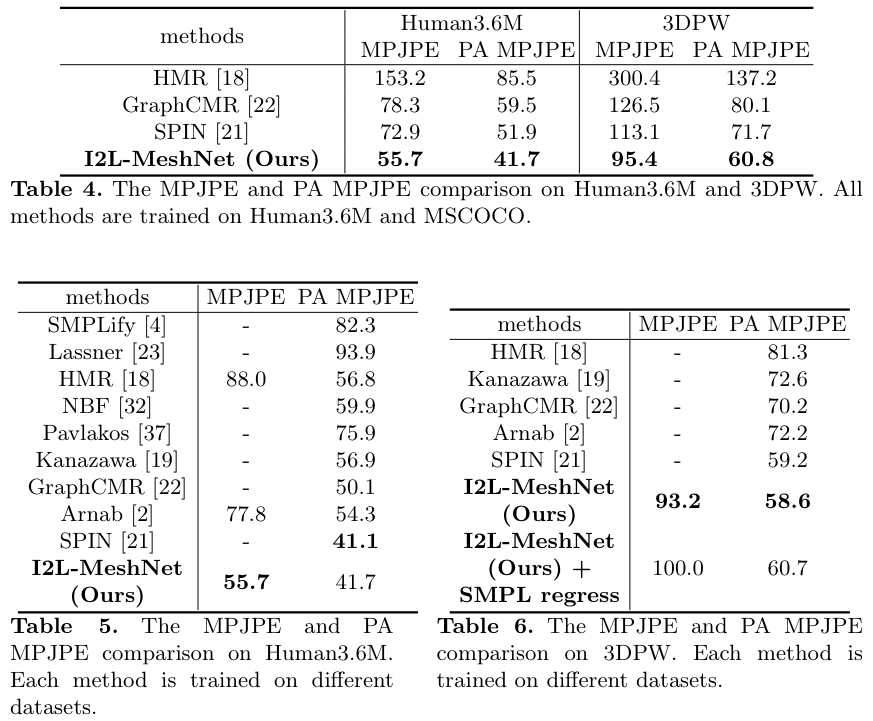 methods Human3.6M 3DPW
MPJPE PA MPJPE MPJPE PA MPJPE
HMR [18] 153.2 85.5 300.4 137.2
GraphCMR [22] 78.3 59.5 126.5 80.1
SPIN [21] 72.9 51.9 113.1 71.7
I2L-MeshNet (Ours) 55.7 41.7 95.4 60.8
Table 4. The MPJPE and PA MPJPE comparison on Human3.6M and 3DPW. All
methods are trained on Human3.6M and MSCOCO.
methods MPJPE PA MPJPE
SMPLify [4] - 82.3
Lassner [23] - 93.9
HMR [18] 88.0 56.8
NBF [32] - 59.9
Pavlakos [37] - 75.9
Kanazawa [19] - 56.9
GraphCMR [22] - 50.1
Arnab [2] 77.8 54.3
SPIN [21] - 41.1
I2L-MeshNet
(Ours) 55.7 41.7
Table 5. The MPJPE and PA
MPJPE comparison on Human3.6M.
Each method is trained on different
datasets.
methods MPJPE PA MPJPE
HMR [18] - 81.3
Kanazawa [19] - 72.6
GraphCMR [22] - 70.2
Arnab [2] - 72.2
SPIN [21] - 59.2
I2L-MeshNet
(Ours) 93.2 58.6
I2L-MeshNet
(Ours) + 100.0 60.7
SMPL regress
Table 6. The MPJPE and PA MPJPE
comparison on 3DPW. Each method is
trained on different datasets.